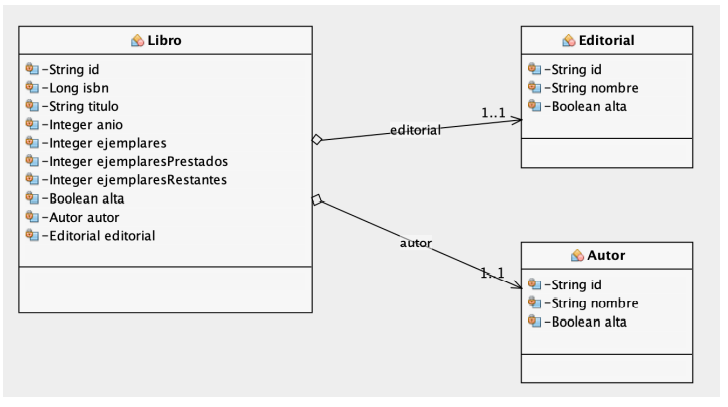 Libro
-String id
-Long isbn
-String titulo
-Integer anio
-Integer ejemplares
-Integer ejemplaresPrestados
-Integer ejemplaresRestantes
-Boolean alta
-Autor autor
-Editorial editorial
editorial
1..1
autor
1..1
Editorial
-String id
-String nombre
-Boolean alta
Autor
-String id
-String nombre
-Boolean alta